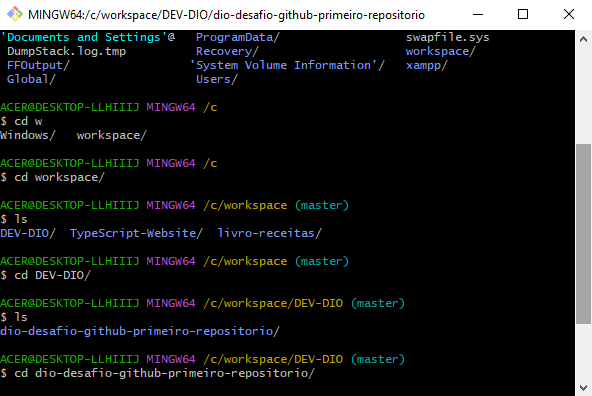 MINGW64:/c/workspace/DEV-DIO/dio-desafio-github-primeiro-repositorio
'Documents and Settings'@   ProgramData/                  swapfile.sys
 DumpStack.log.tmp          Recovery/                     workspace/
 FFOutput/                 'System Volume Information'/   xampp/
 Global/                    Users/
ACER@DESKTOP-LLHIIIJ MINGW64 /c
$ cd w
Windows/   workspace/
ACER@DESKTOP-LLHIIIJ MINGW64 /c
$ cd workspace/
ACER@DESKTOP-LLHIIIJ MINGW64 /c/workspace (master)
$ ls
DEV-DIO/  TypeScript-Website/  livro-receitas/
ACER@DESKTOP-LLHIIIJ MINGW64 /c/workspace (master)
$ cd DEV-DIO/
ACER@DESKTOP-LLHIIIJ MINGW64 /c/workspace/DEV-DIO (master)
$ ls
dio-desafio-github-primeiro-repositorio/
ACER@DESKTOP-LLHIIIJ MINGW64 /c/workspace/DEV-DIO (master)
$ cd dio-desafio-github-primeiro-repositorio/